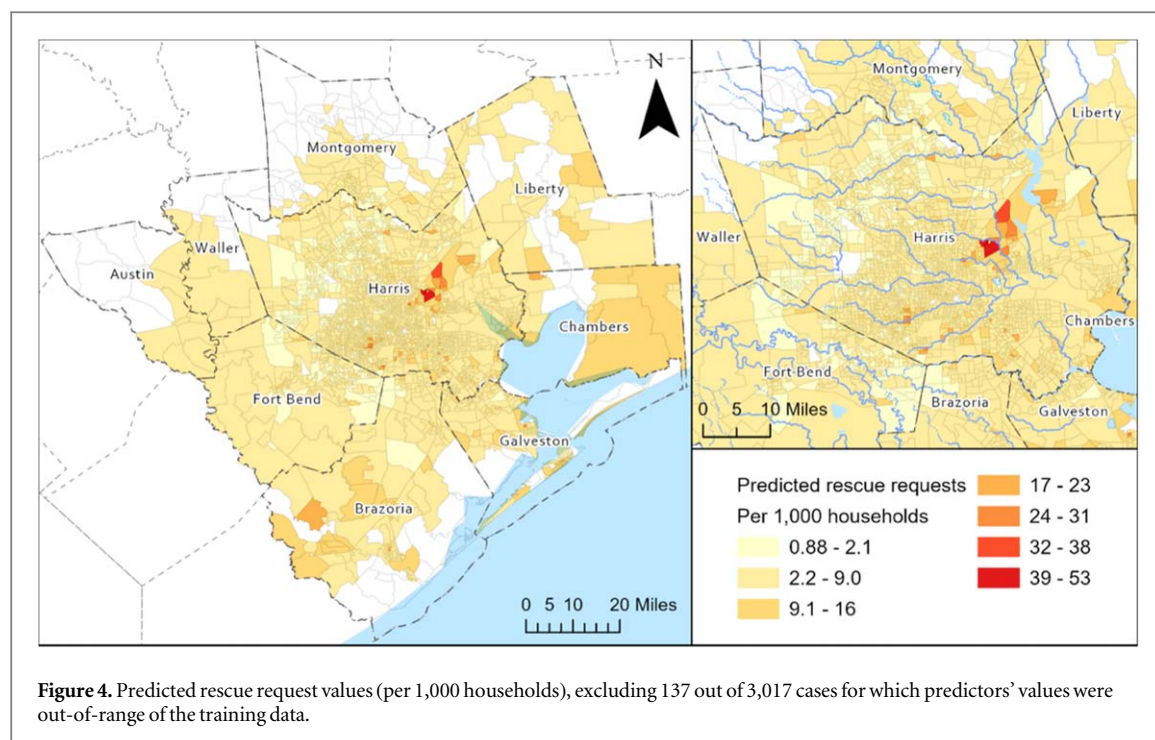 N
Montgomery
Liberty
Waller
Austin
Harris
Chambers
Fort Bend
Galveston
Brazoria
0 5 10 20 Miles
Montgomery
Liberty
Waller
Harris
Chambers
Fort Bend
Brazoria
Galveston
0 5 10 Miles
Predicted rescue requests
Per 1,000 households
0.88 - 2.1
2.2 - 9.0
9.1 - 16
17 - 23
24 - 31
32 - 38
39 - 53
Figure 4. Predicted rescue request values (per 1,000 households), excluding 137 out of 3,017 cases for which predictors’ values were
out-of-range of the training data.